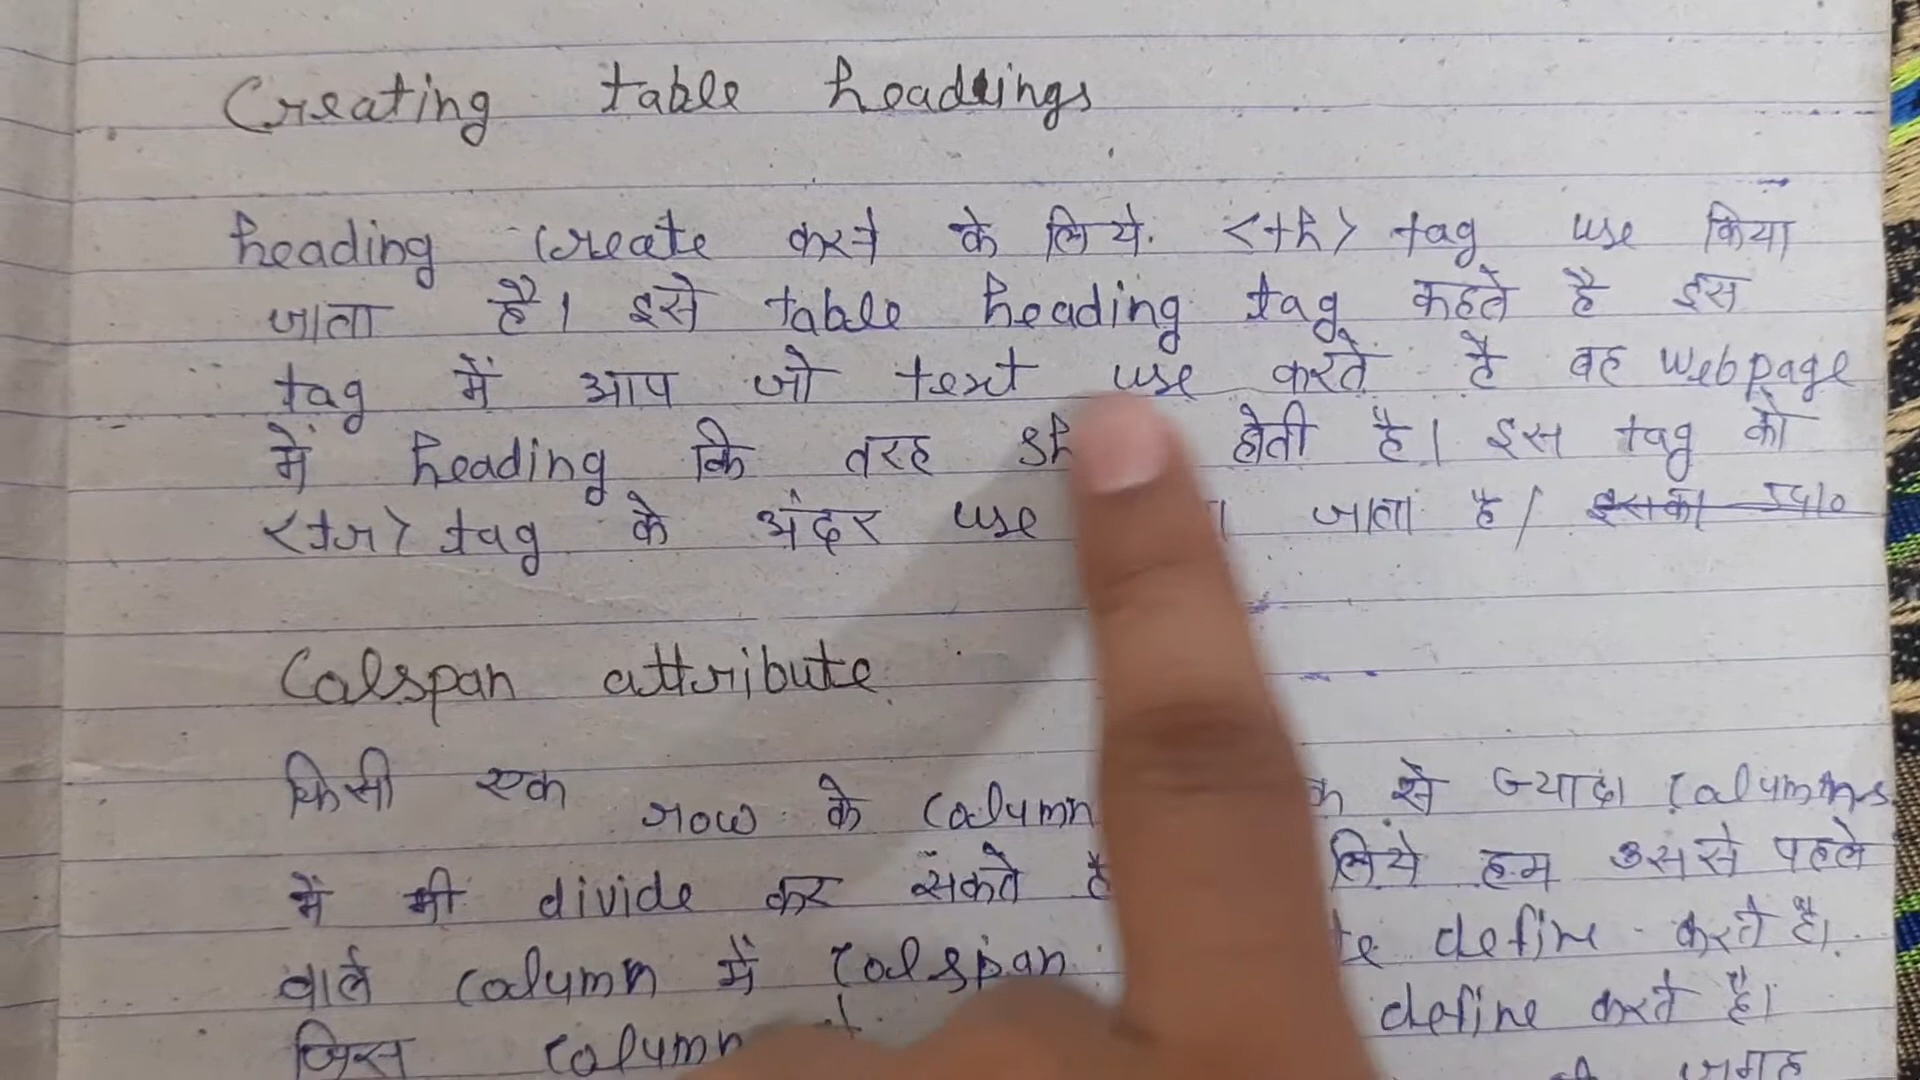 Creating table headings
heading create करने के लिये <th> tag use किया
जाता है। इसे table heading tag कहते है इस
tag में आप जो text use करते है वह webpage
में heading कि तरह होती है। इस tag को
<tr> tag के अंदर use जाता है।
Calspan attribute
किसी एक row के column से ज्यादा columns
में भी divide कर सकते लिये हम उससे पहले
वाले column में colspan define करते है।
जिस column define करते है।
जगह